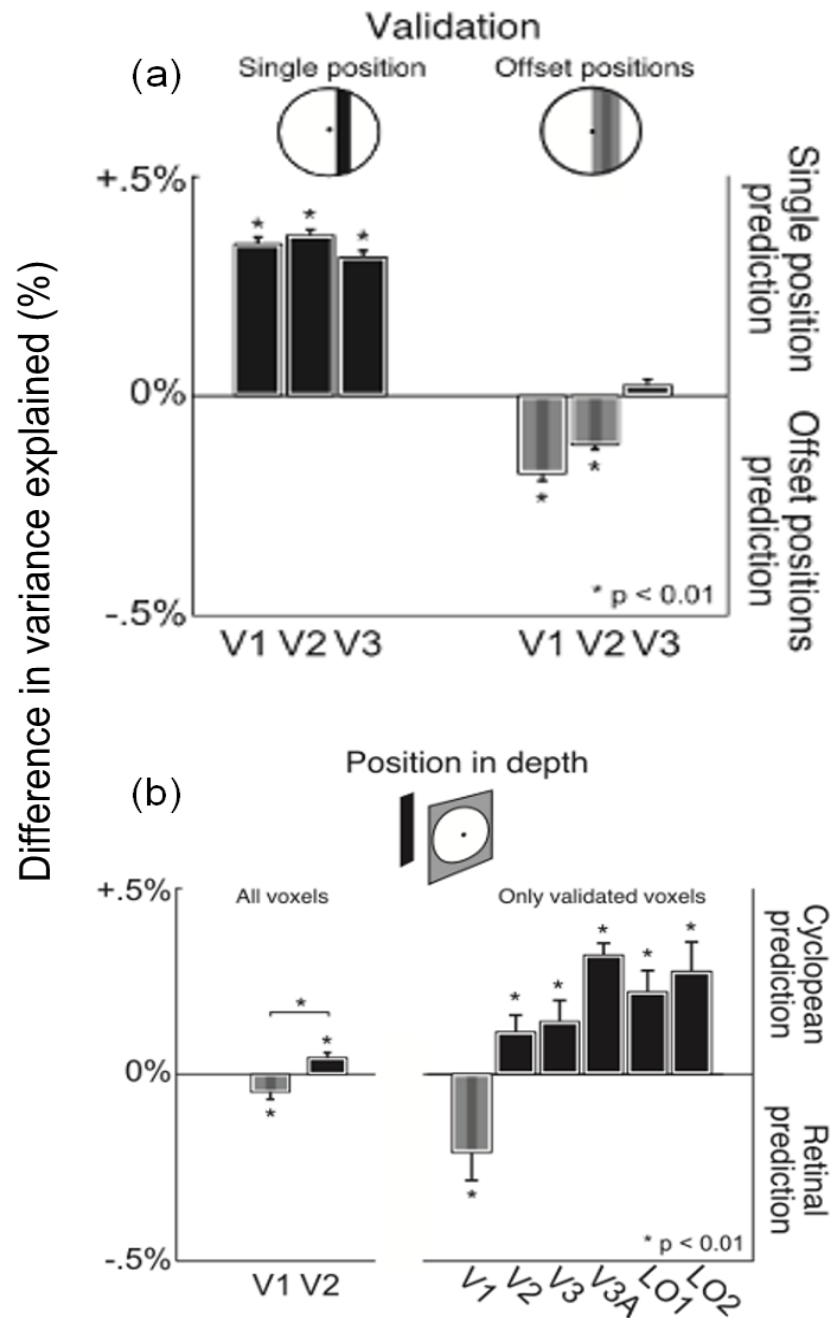 Validation
(a)
Single position
Offset positions
+.5%
0%
-.5%
* * *
* *
* p < 0.01
V1 V2 V3
V1 V2 V3
Single position
prediction
Offset positions
prediction
Difference in variance explained (%)
Position in depth
(b)
+.5%
0%
-.5%
All voxels
Only validated voxels
*
*
*
* * * * *
*
* p < 0.01
V1 V2
V1 V2 V3 V3A LO1 LO2
Cyclopean
prediction
Retinal
prediction